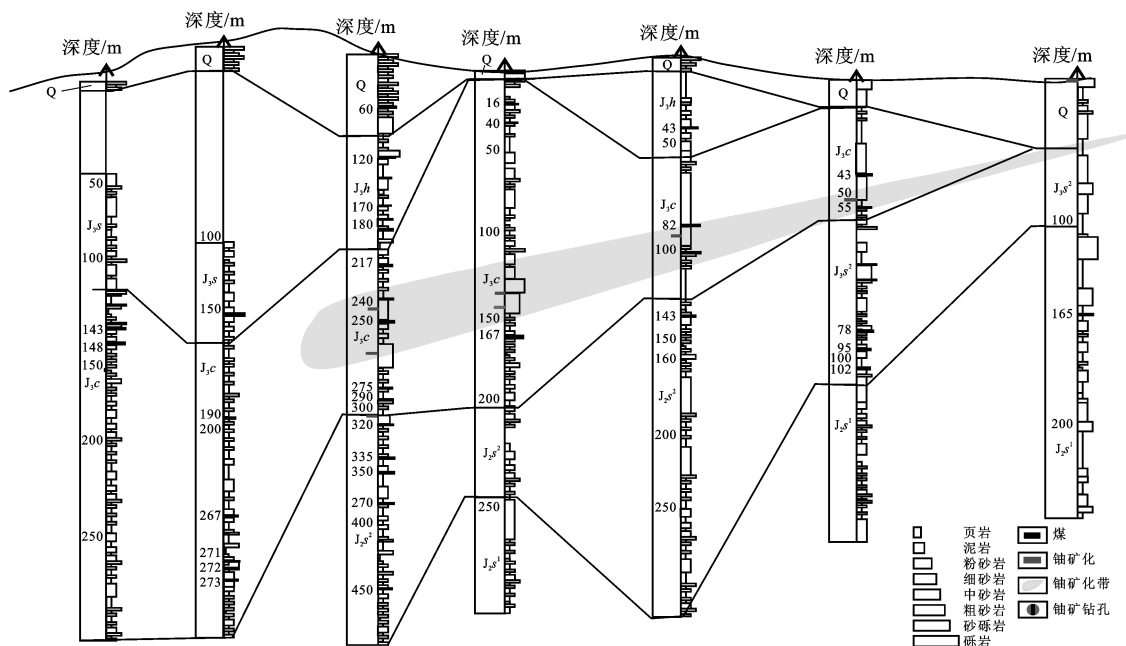 深度/m
Q
50
J₃s
100
143
148
150
J₃c
200
250
深度/m
Q
100
J₃s
150
J₃c
190
200
267
271
272
273
深度/m
Q
60
120
J₃h
170
180
217
240
250
J₃c
275
290
300
320
335
350
270
400
J₂s²
450
深度/m
Q
16
40
50
100
J₃c
150
167
200
J₂s²
250
J₂s¹
深度/m
Q
J₃h
43
50
J₃c
82
100
143
150
160
J₂s²
200
250
深度/m
Q
J₃c
43
50
55
J₃s²
78
95
100
102
J₂s¹
深度/m
Q
J₃s²
100
165
200
J₂s¹
页岩
泥岩
粉砂岩
细砂岩
中砂岩
粗砂岩
砂砾岩
砾岩
煤
铀矿化
铀矿化带
铀矿钻孔